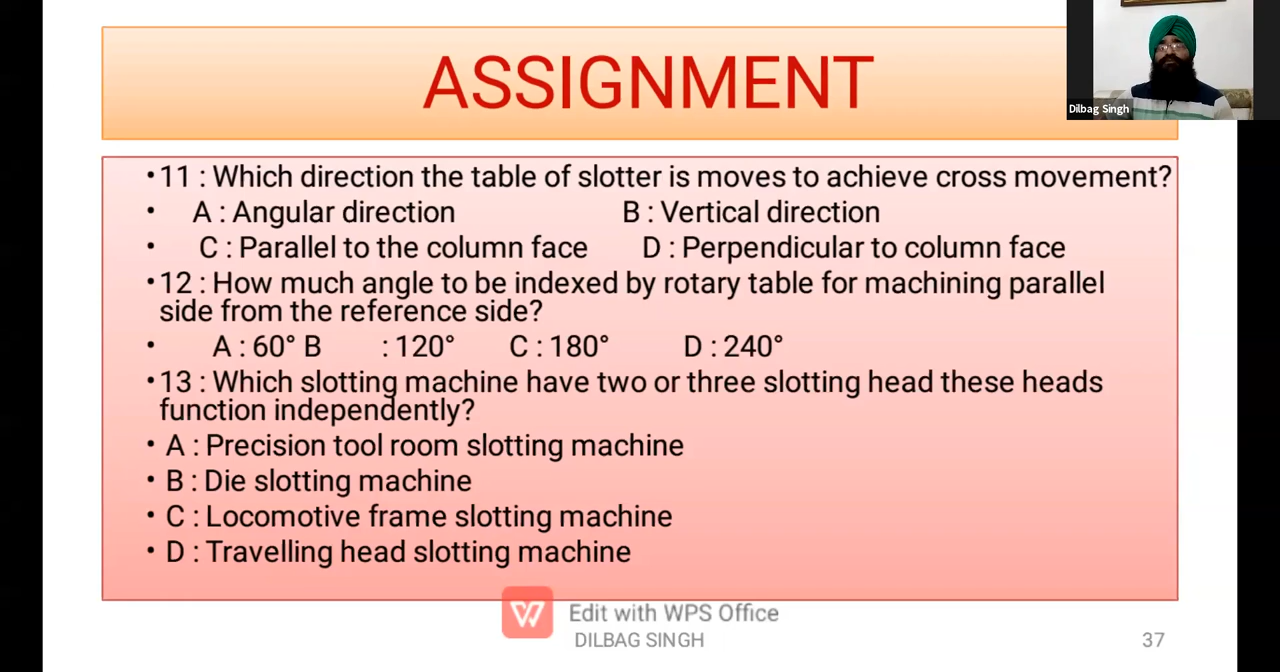 ASSIGNMENT
Dilbag Singh
•11 : Which direction the table of slotter is moves to achieve cross movement?
• A : Angular direction B : Vertical direction
• C : Parallel to the column face D : Perpendicular to column face
•12 : How much angle to be indexed by rotary table for machining parallel
side from the reference side?
• A : 60° B : 120° C : 180° D : 240°
•13 : Which slotting machine have two or three slotting head these heads
function independently?
• A : Precision tool room slotting machine
• B : Die slotting machine
• C : Locomotive frame slotting machine
• D : Travelling head slotting machine
W Edit with WPS Office
DILBAG SINGH
37